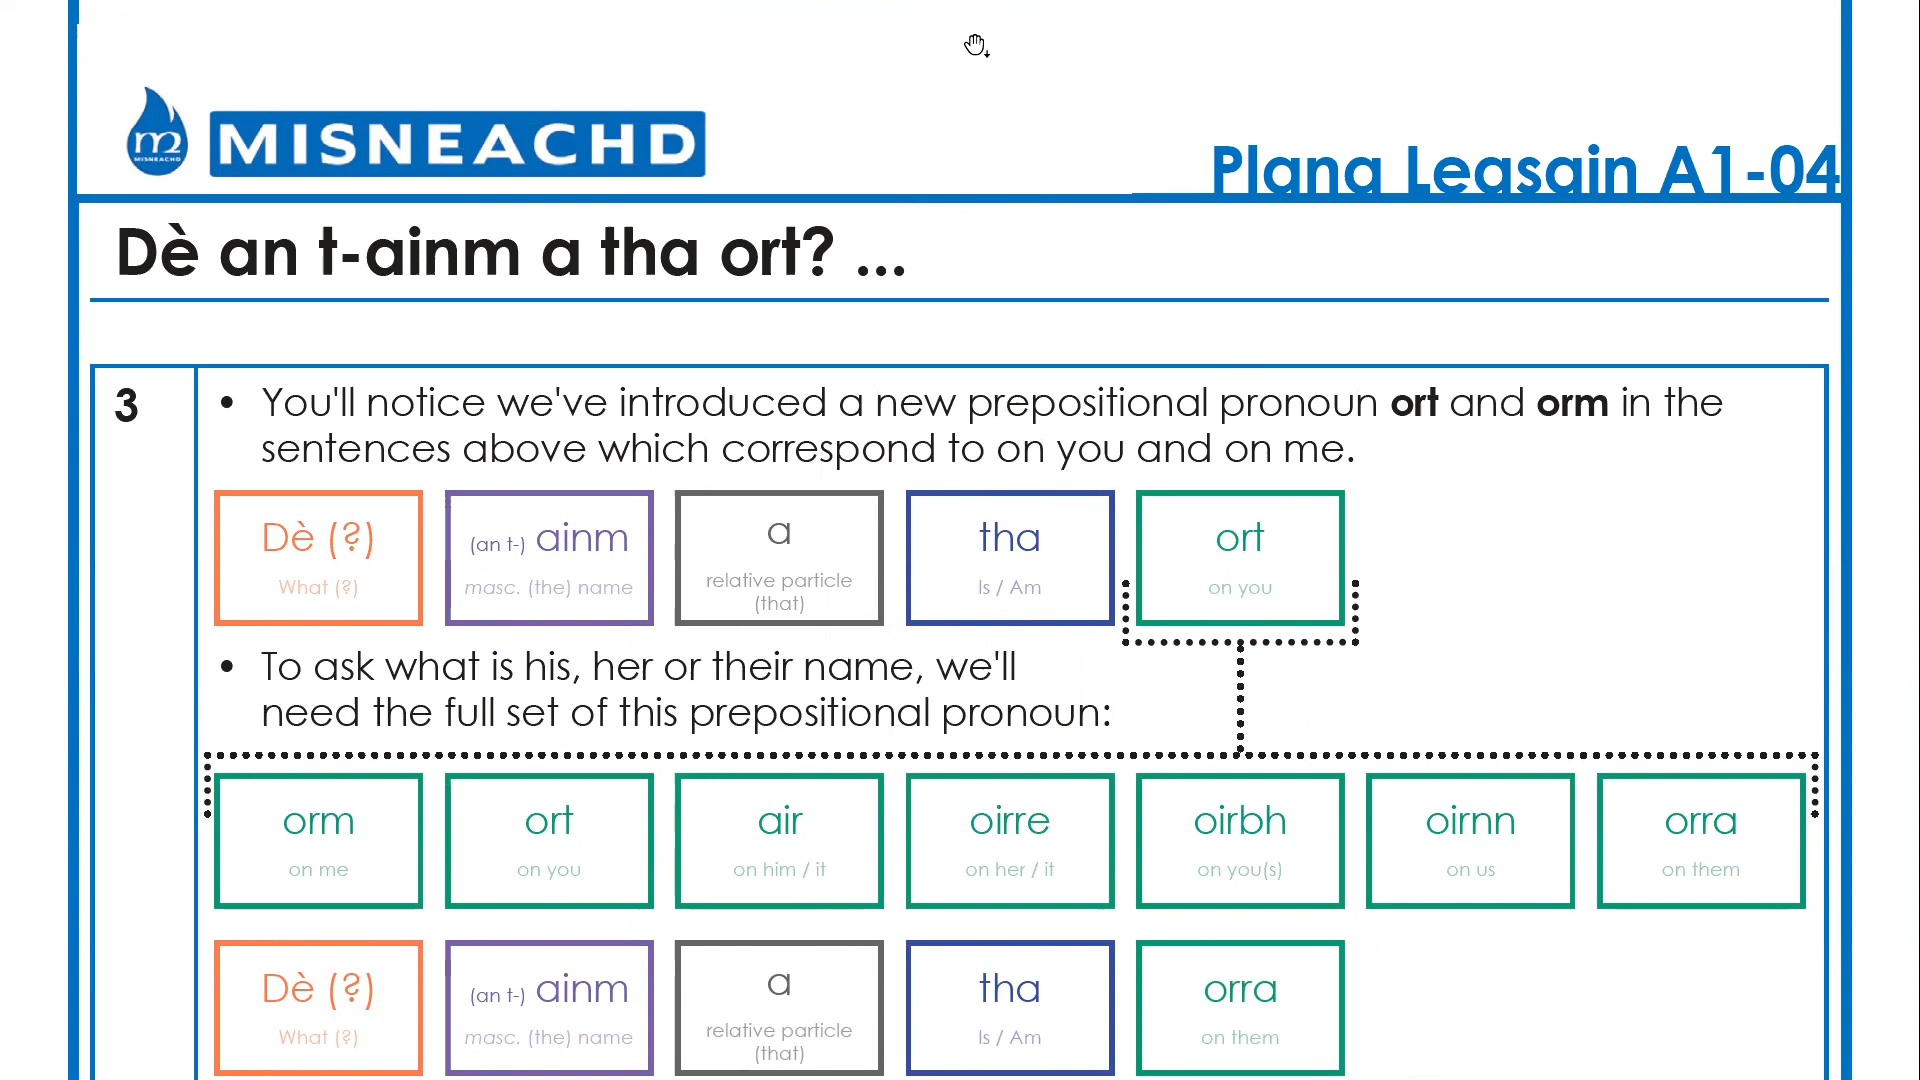 m2
MISNEACHD
MISNEACHD
Plana Leasain A1-04
Dè an t-ainm a tha ort? ...
3
• You'll notice we've introduced a new prepositional pronoun ort and orm in the
sentences above which correspond to on you and on me.
Dè (?)
What (?)
(an t-) ainm
masc. (the) name
a
relative particle
(that)
tha
Is / Am
ort
on you
• To ask what is his, her or their name, we'll
need the full set of this prepositional pronoun:
orm
on me
ort
on you
air
on him / it
oirre
on her / it
oirbh
on you(s)
oirnn
on us
orra
on them
Dè (?)
What (?)
(an t-) ainm
masc. (the) name
a
relative particle
(that)
tha
Is / Am
orra
on them